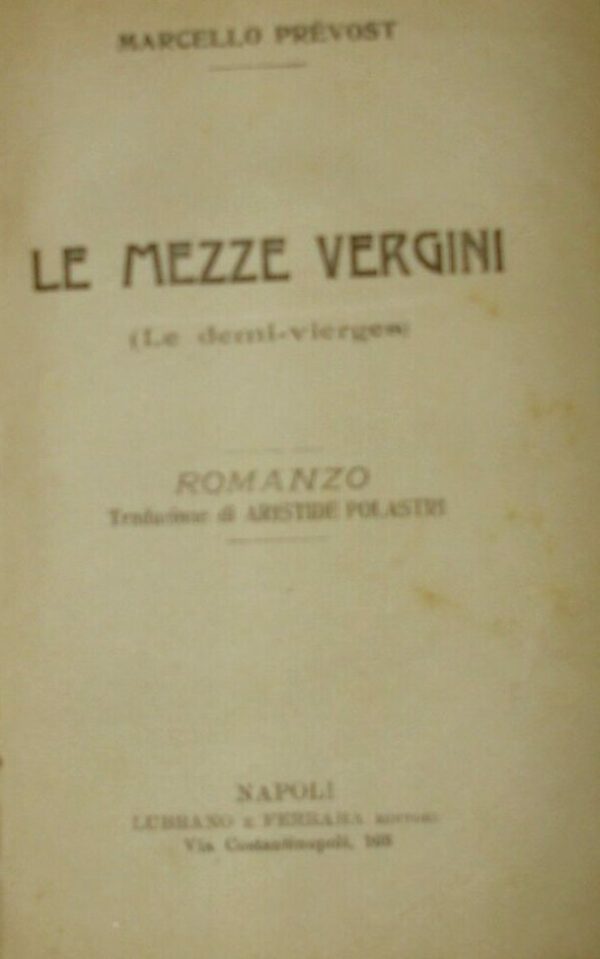 MARCELLO PRÉVOST
LE MEZZE VERGINI
(Le demi-vierges)
ROMANZO
Traduzione di ARISTIDE POLASTRI
NAPOLI
LUBRANO E FERRARA EDITORI
Via Costantinopoli,